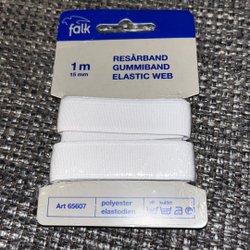 falk
1 m
15 mm
RESÅRBAND
GUMMIBAND
ELASTIC WEB
Art 65607
polyester
elastodien